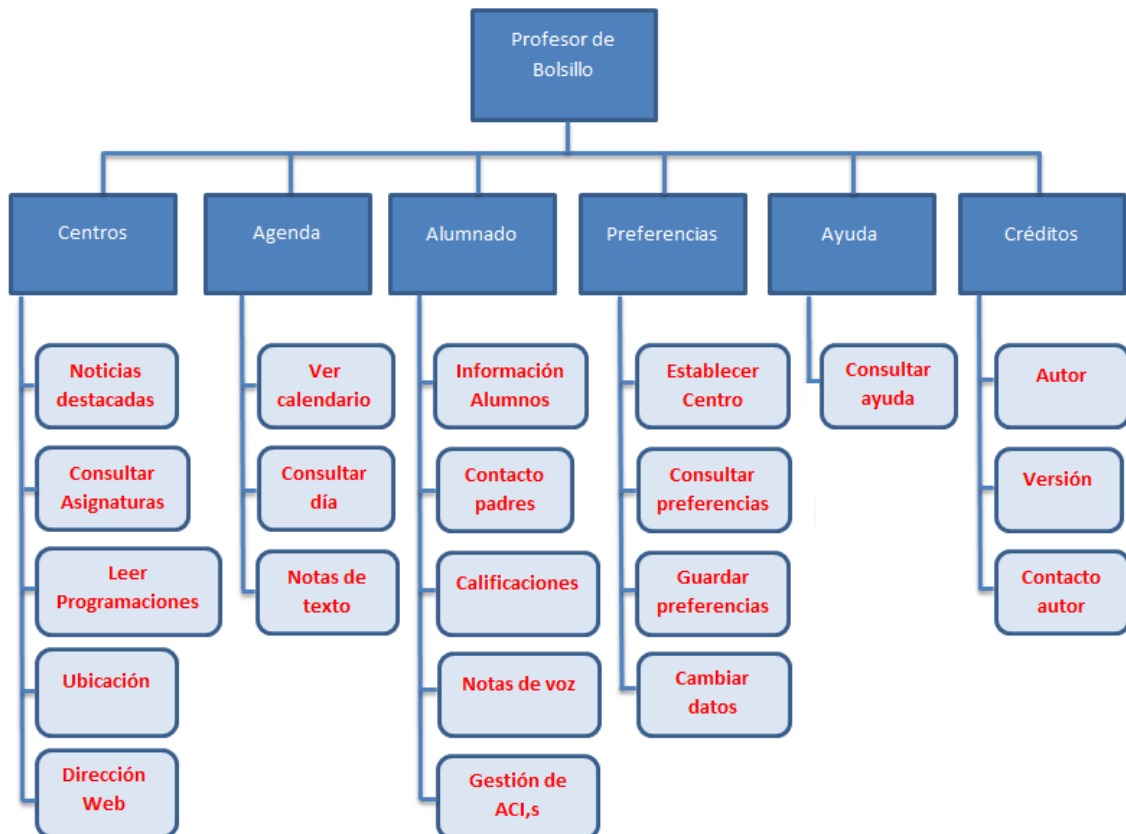 Profesor de
Bolsillo
Centros
Agenda
Alumnado
Preferencias
Ayuda
Créditos
Noticias
destacadas
Consultar
Asignaturas
Leer
Programaciones
Ubicación
Dirección
Web
Ver
calendario
Consultar
día
Notas de
texto
Información
Alumnos
Contacto
padres
Calificaciones
Notas de voz
Gestión de
ACI,s
Establecer
Centro
Consultar
preferencias
Guardar
preferencias
Cambiar
datos
Consultar
ayuda
Autor
Versión
Contacto
autor